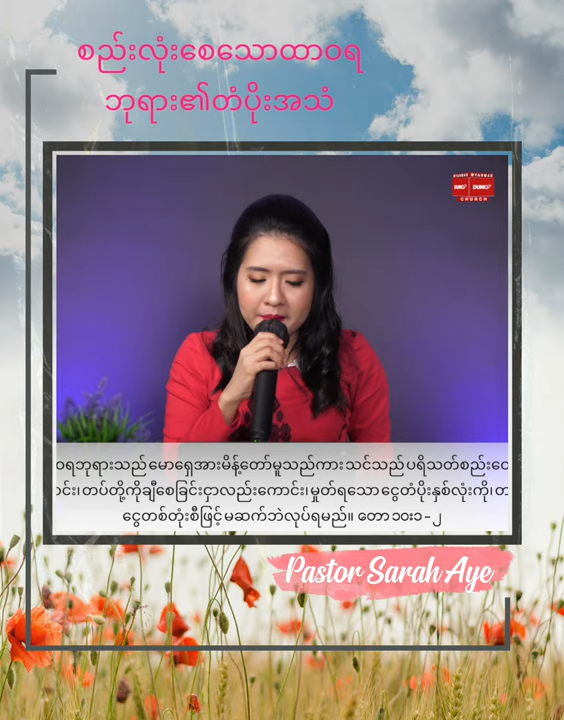 စည်းလုံးစေသောထာဝရ
ဘုရား၏တံပိုးအသံ
MYANMAR
DUMC
CHURCH
ဝရဘုရားသည် မောရှေအားမိန့်တော်မူသည်ကား သင်သည် ပရိသတ်စည်းဝေ
င်း၊ တပ်တို့ကိုချီစေခြင်းငှာလည်းကောင်း၊ မွတ်ရသော ငွေတံပိုးနှစ်လုံးကို၊
ငွေတစ်တုံးစီဖြင့် မဆက်ဘဲလုပ်ရမည်။ တော ၁၀း၁-၂
Pastor Sarah Aye